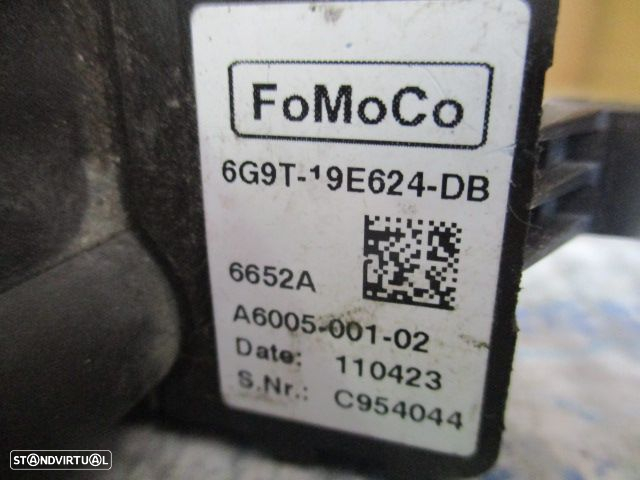 FoMoCo
6G9T-19E624-DB
6652A
A6005-001-02
Date: 110423
S.Nr.: C954044
STANDVIRTUAL